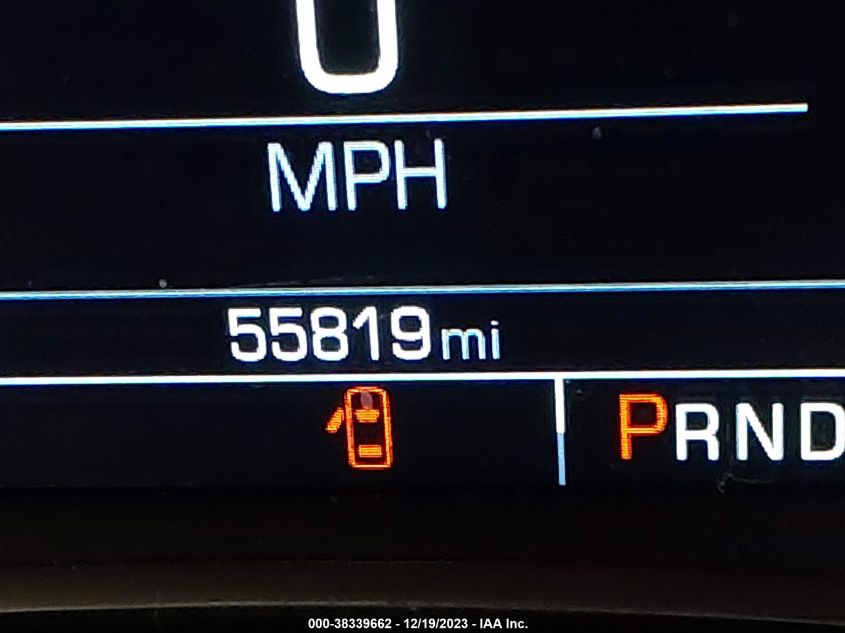 0
MPH
55819mi
PRND
000-38339662 - 12/19/2023 - IAA Inc.